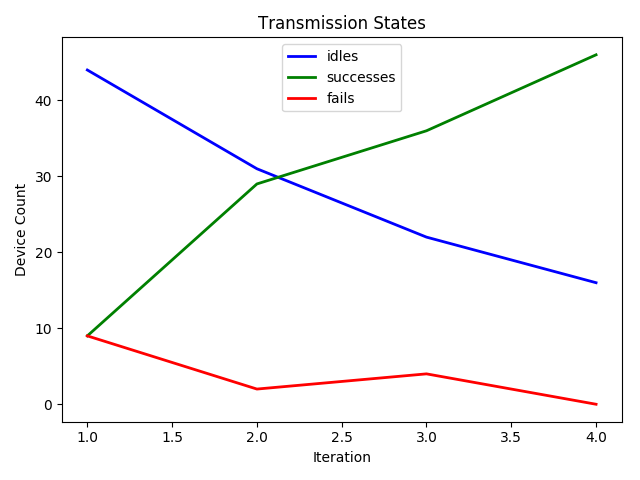 Transmission States
idles
successes
fails
Device Count
40
30
20
10
0
1.0 1.5 2.0 2.5 3.0 3.5 4.0
Iteration